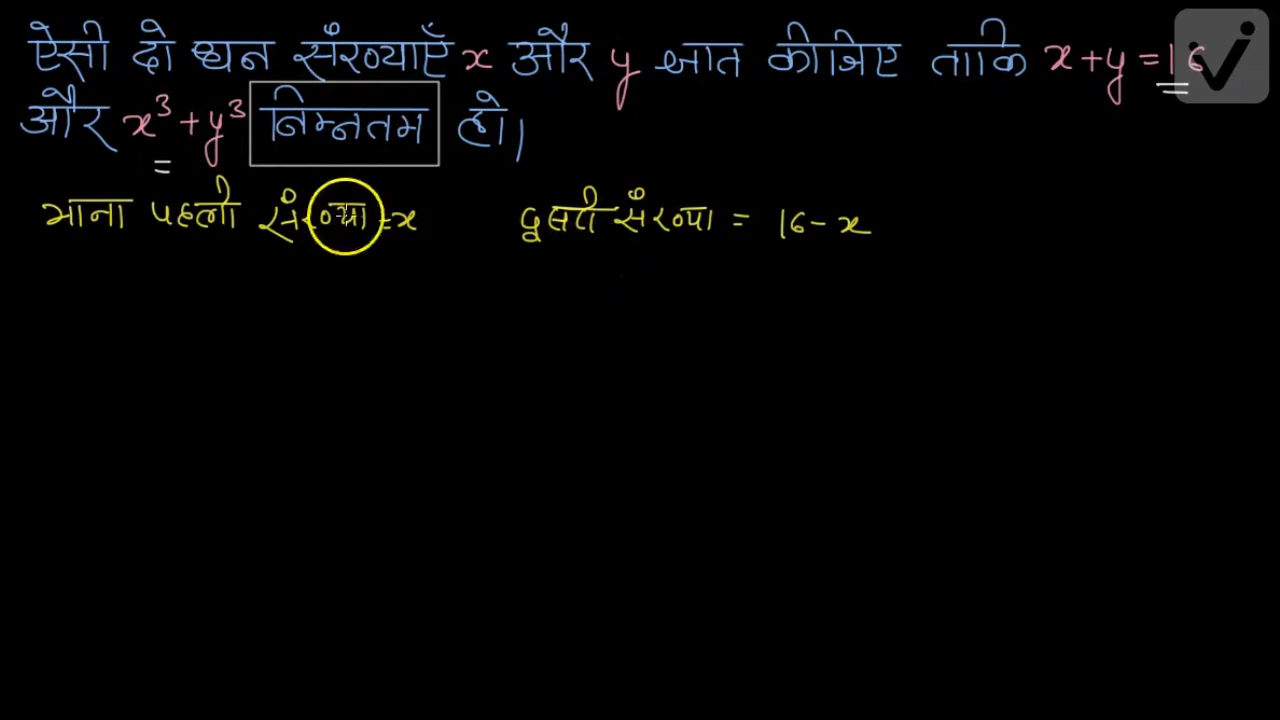 ऐसी दो धन संख्याएँ x और y ज्ञात कीजिए ताकि x + y = 16
और x³ + y³ निम्नतम हो।
माना पहली संख्या = x दूसरी संख्या = 16 - x